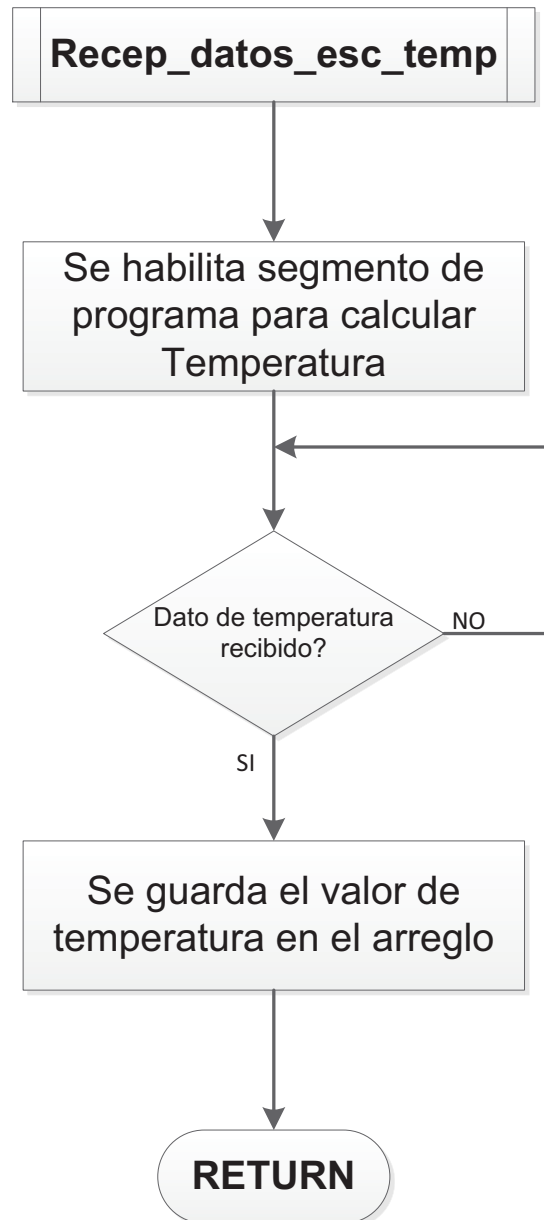 Recep_datos_esc_temp
Se habilita segmento de
programa para calcular
Temperatura
Dato de temperatura
recibido?
NO
SI
Se guarda el valor de
temperatura en el arreglo
RETURN